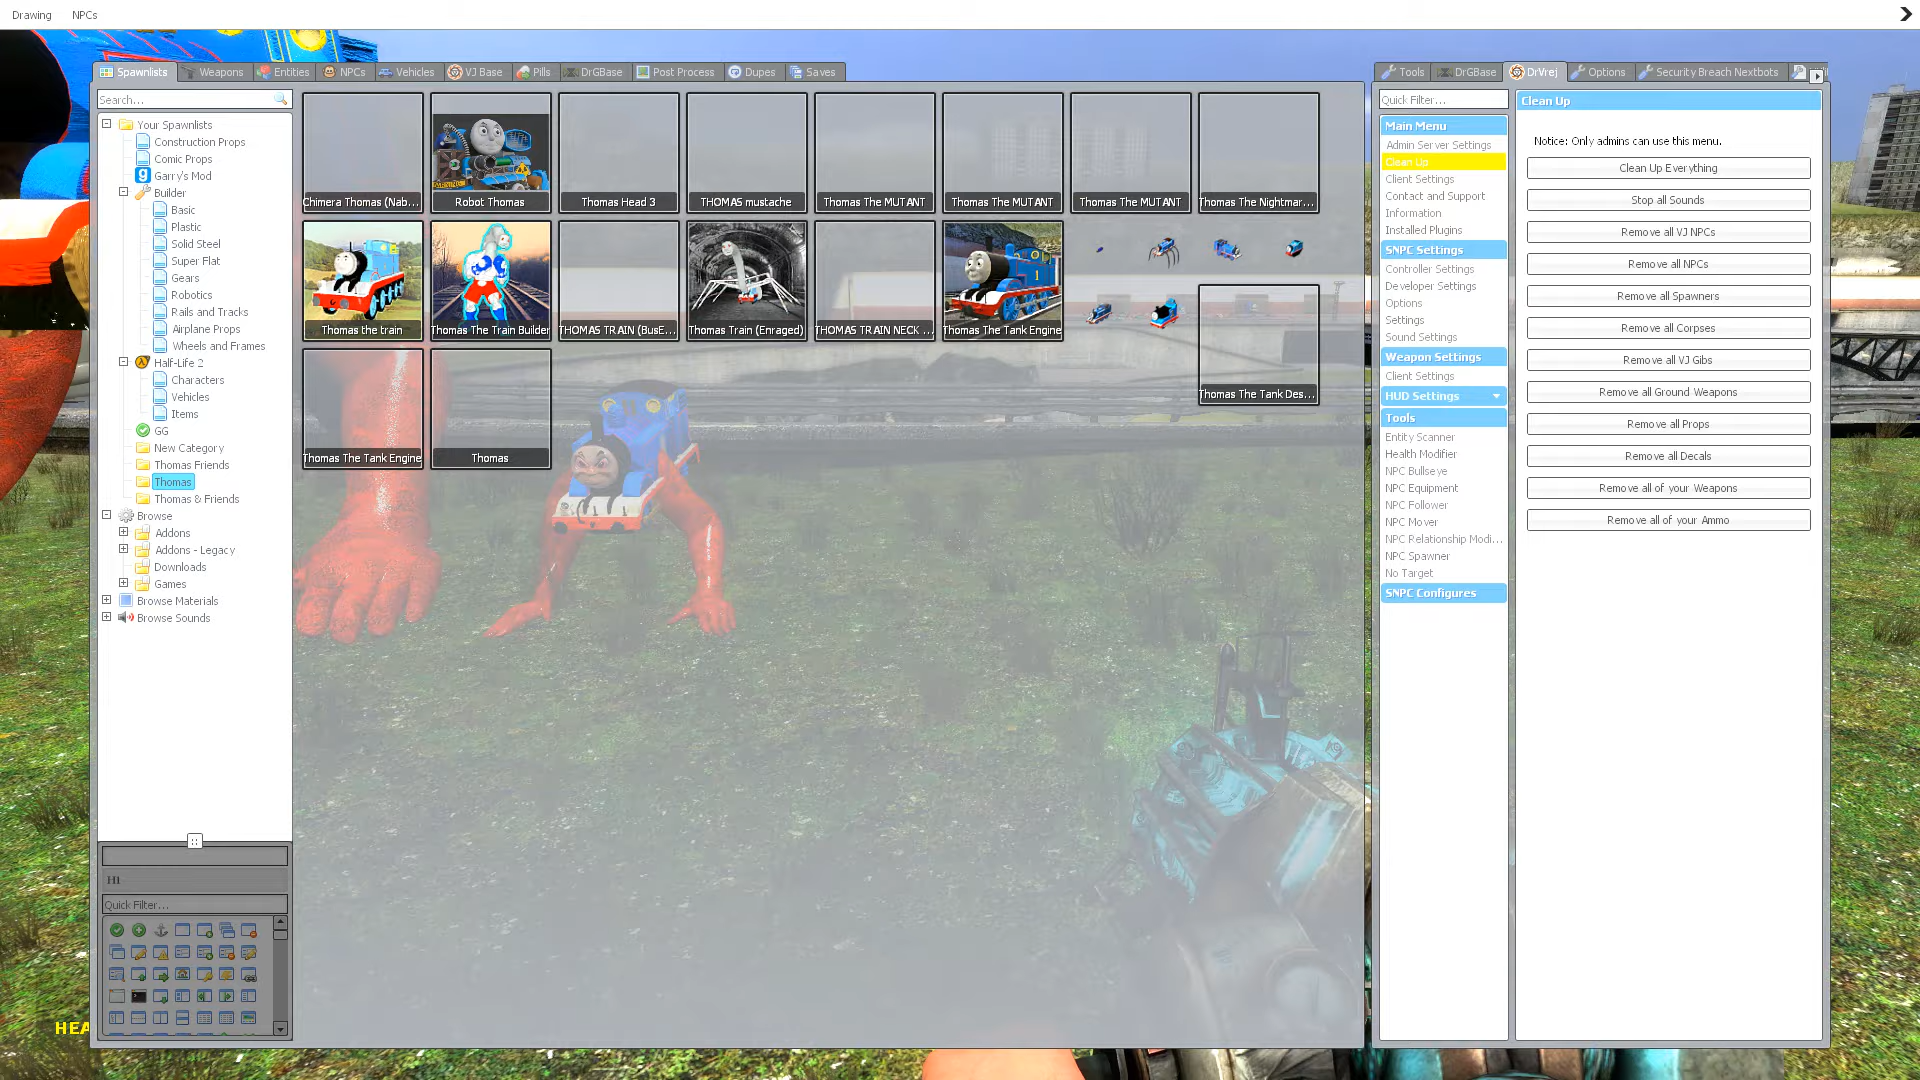 Drawing NPCs
Spawnlists Weapons Entities NPCs Vehicles VJ Base Pills DrGBase Post Process Dupes Saves
Tools DrGBase DrVrej Options Security Breach Nextbots
Search...
Your Spawnlists
Construction Props
Comic Props
Garry's Mod
Builder
Basic
Plastic
Solid Steel
Super Flat
Gears
Robotics
Rails and Tracks
Airplane Props
Wheels and Frames
Half-Life 2
Characters
Vehicles
Items
GG
New Category
Thomas Friends
Thomas
Thomas & Friends
Browse
Addons
Addons - Legacy
Downloads
Games
Browse Materials
Browse Sounds
H1
Quick Filter...
HEA
Chimera Thomas (Nab... Robot Thomas Thomas Head 3 THOMAS mustache Thomas The MUTANT Thomas The MUTANT Thomas The MUTANT Thomas The Nightmar...
Thomas the train Thomas The Train Builder THOMAS TRAIN (BusE... Thomas Train (Enraged) THOMAS TRAIN NECK ... Thomas The Tank Engine
Thomas The Tank Des...
Thomas The Tank Engine Thomas
Quick Filter...
Main Menu
Admin Server Settings
Clean Up
Client Settings
Contact and Support
Information
Installed Plugins
SNPC Settings
Controller Settings
Developer Settings
Options
Settings
Sound Settings
Weapon Settings
Client Settings
HUD Settings
Tools
Entity Scanner
Health Modifier
NPC Bullseye
NPC Equipment
NPC Follower
NPC Mover
NPC Relationship Modi...
NPC Spawner
No Target
SNPC Configures
Clean Up
Notice: Only admins can use this menu.
Clean Up Everything
Stop all Sounds
Remove all VJ NPCs
Remove all NPCs
Remove all Spawners
Remove all Corpses
Remove all VJ Gibs
Remove all Ground Weapons
Remove all Props
Remove all Decals
Remove all of your Weapons
Remove all of your Ammo